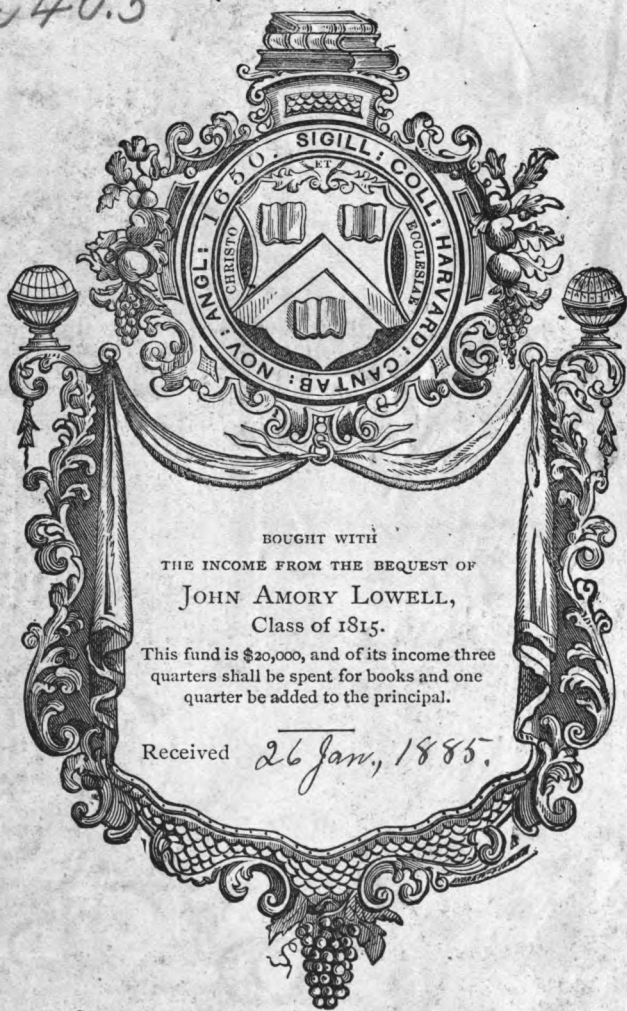 40.5
SIGILL: COLL: HARVARD: CANTAB: NOV: ANGL: 1650.
ET
CHRISTO
ECCLESIAE
BOUGHT WITH
THE INCOME FROM THE BEQUEST OF
JOHN AMORY LOWELL,
Class of 1815.
This fund is $20,000, and of its income three
quarters shall be spent for books and one
quarter be added to the principal.
Received 26 Jan., 1885.